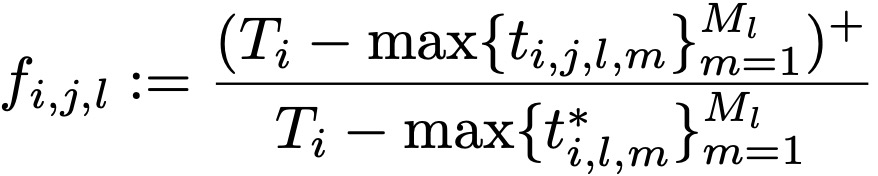 f_{i,j,l} := \frac{(T_i - \max\{t_{i,j,l,m}\}_{m=1}^{M_l})^+}{T_i - \max\{t^*_{i,l,m}\}_{m=1}^{M_l}}